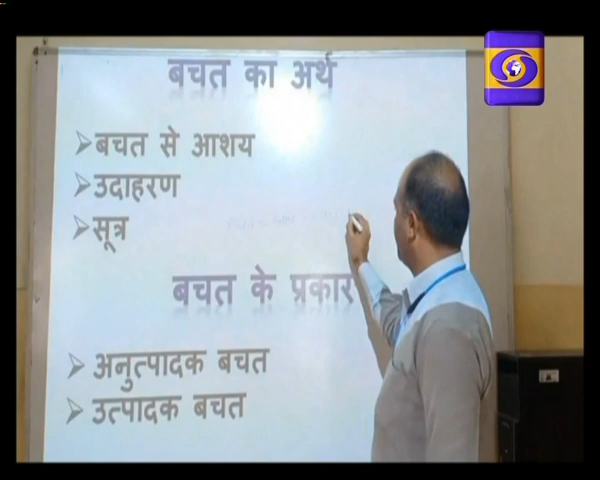 बचत का अर्थ
➢बचत से आशय
➢उदाहरण
➢सूत्र
बचत के प्रकार
➢ अनुत्पादक बचत
➢ उत्पादक बचत